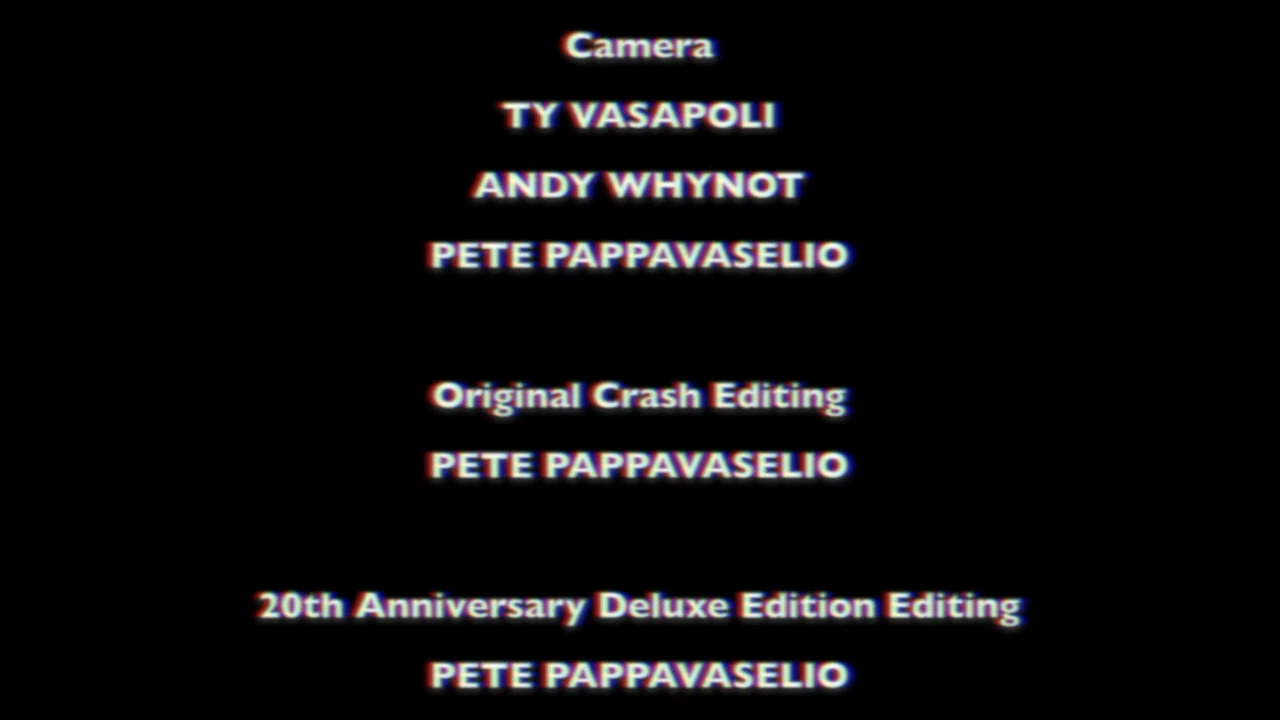 Camera
TY VASAPOLI
ANDY WHYNOT
PETE PAPPAVASELIO
Original Crash Editing
PETE PAPPAVASELIO
20th Anniversary Deluxe Edition Editing
PETE PAPPAVASELIO